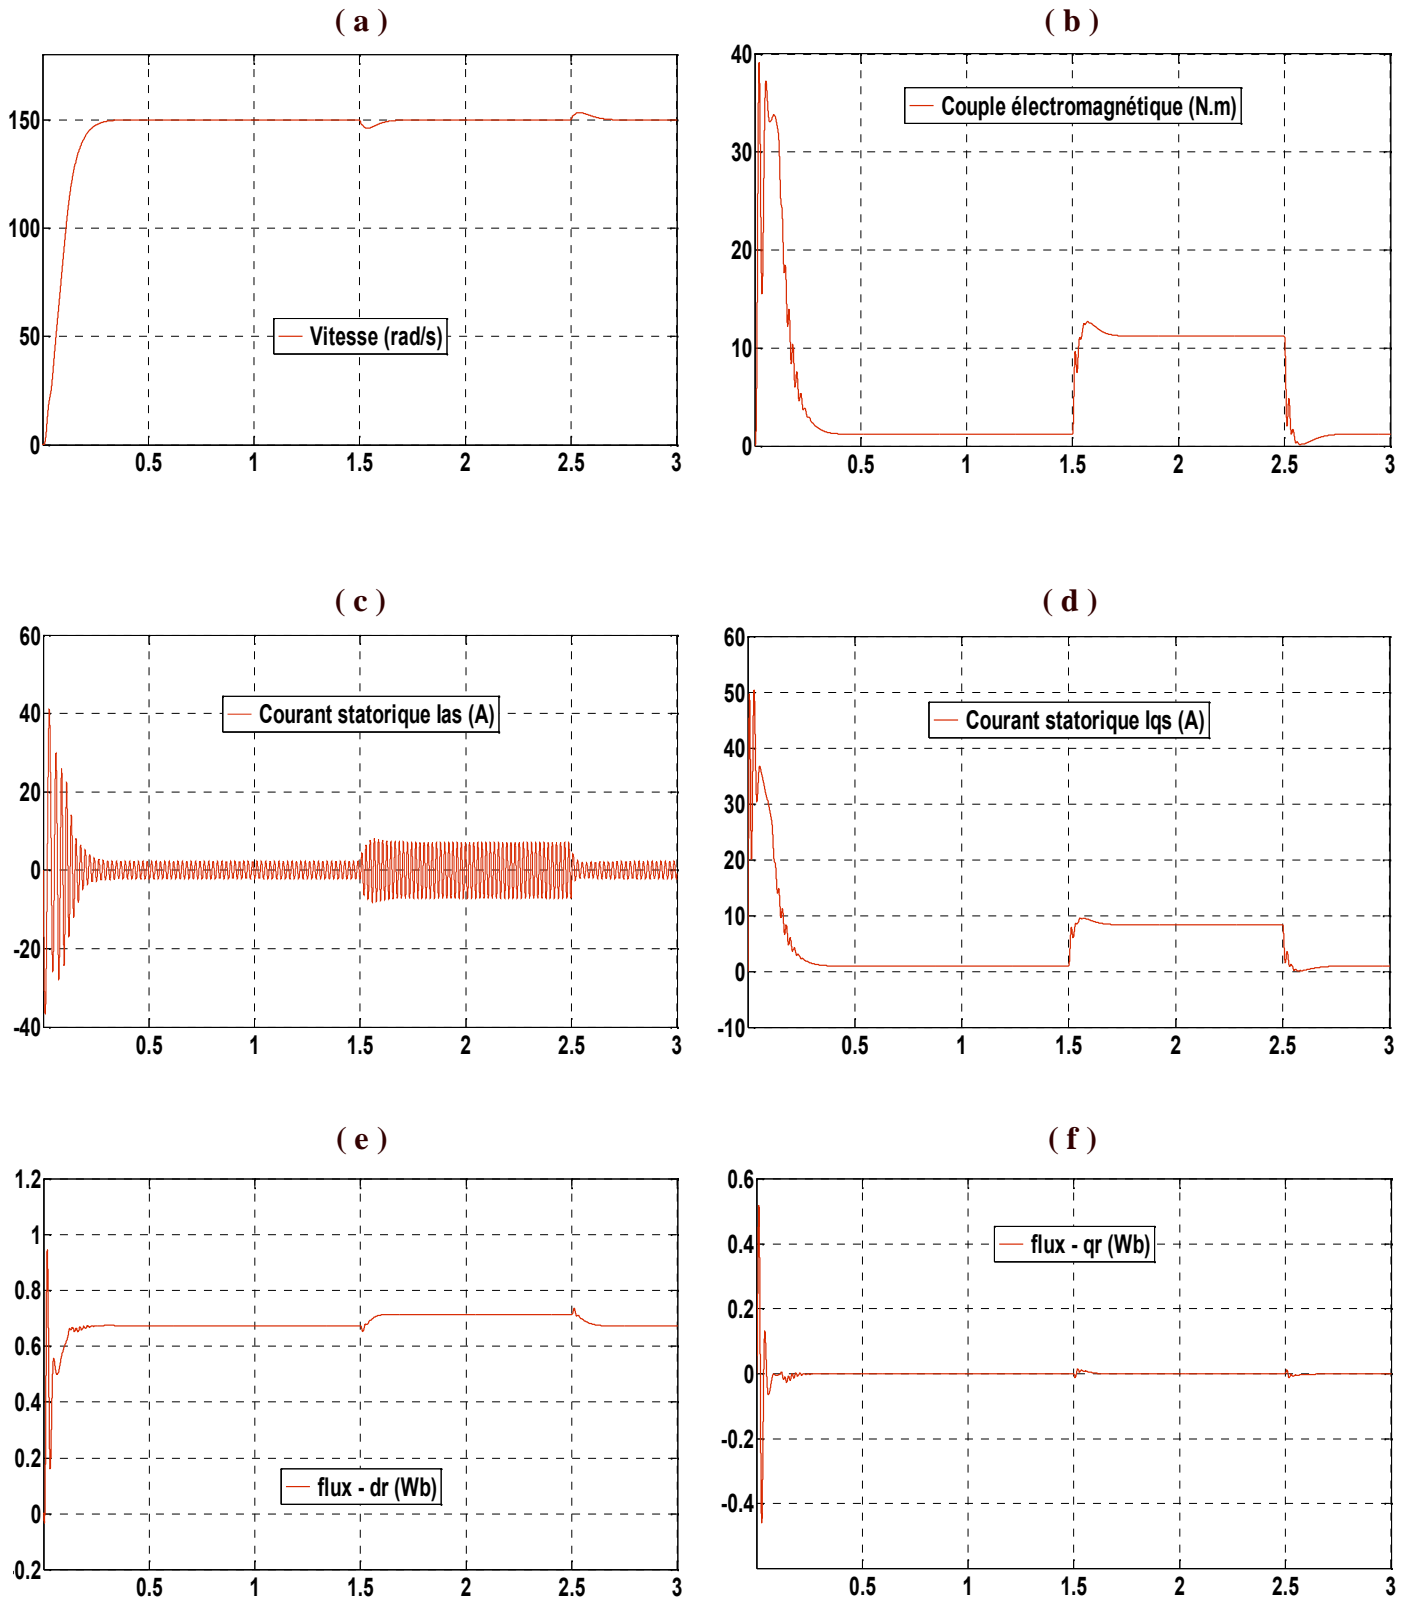 ( a )
( b )
150
100
50
0
Vitesse (rad/s)
0.5 1 1.5 2 2.5 3
40
30
20
10
0
Couple électromagnétique (N.m)
0.5 1 1.5 2 2.5 3
( c )
( d )
60
40
20
0
-20
-40
Courant statorique Ias (A)
0.5 1 1.5 2 2.5 3
60
50
40
30
20
10
0
-10
Courant statorique Iqs (A)
0.5 1 1.5 2 2.5 3
( e )
( f )
1.2
1
0.8
0.6
0.4
0.2
0
0.2
flux - dr (Wb)
0.5 1 1.5 2 2.5 3
0.6
0.4
0.2
0
-0.2
-0.4
flux - qr (Wb)
0.5 1 1.5 2 2.5 3